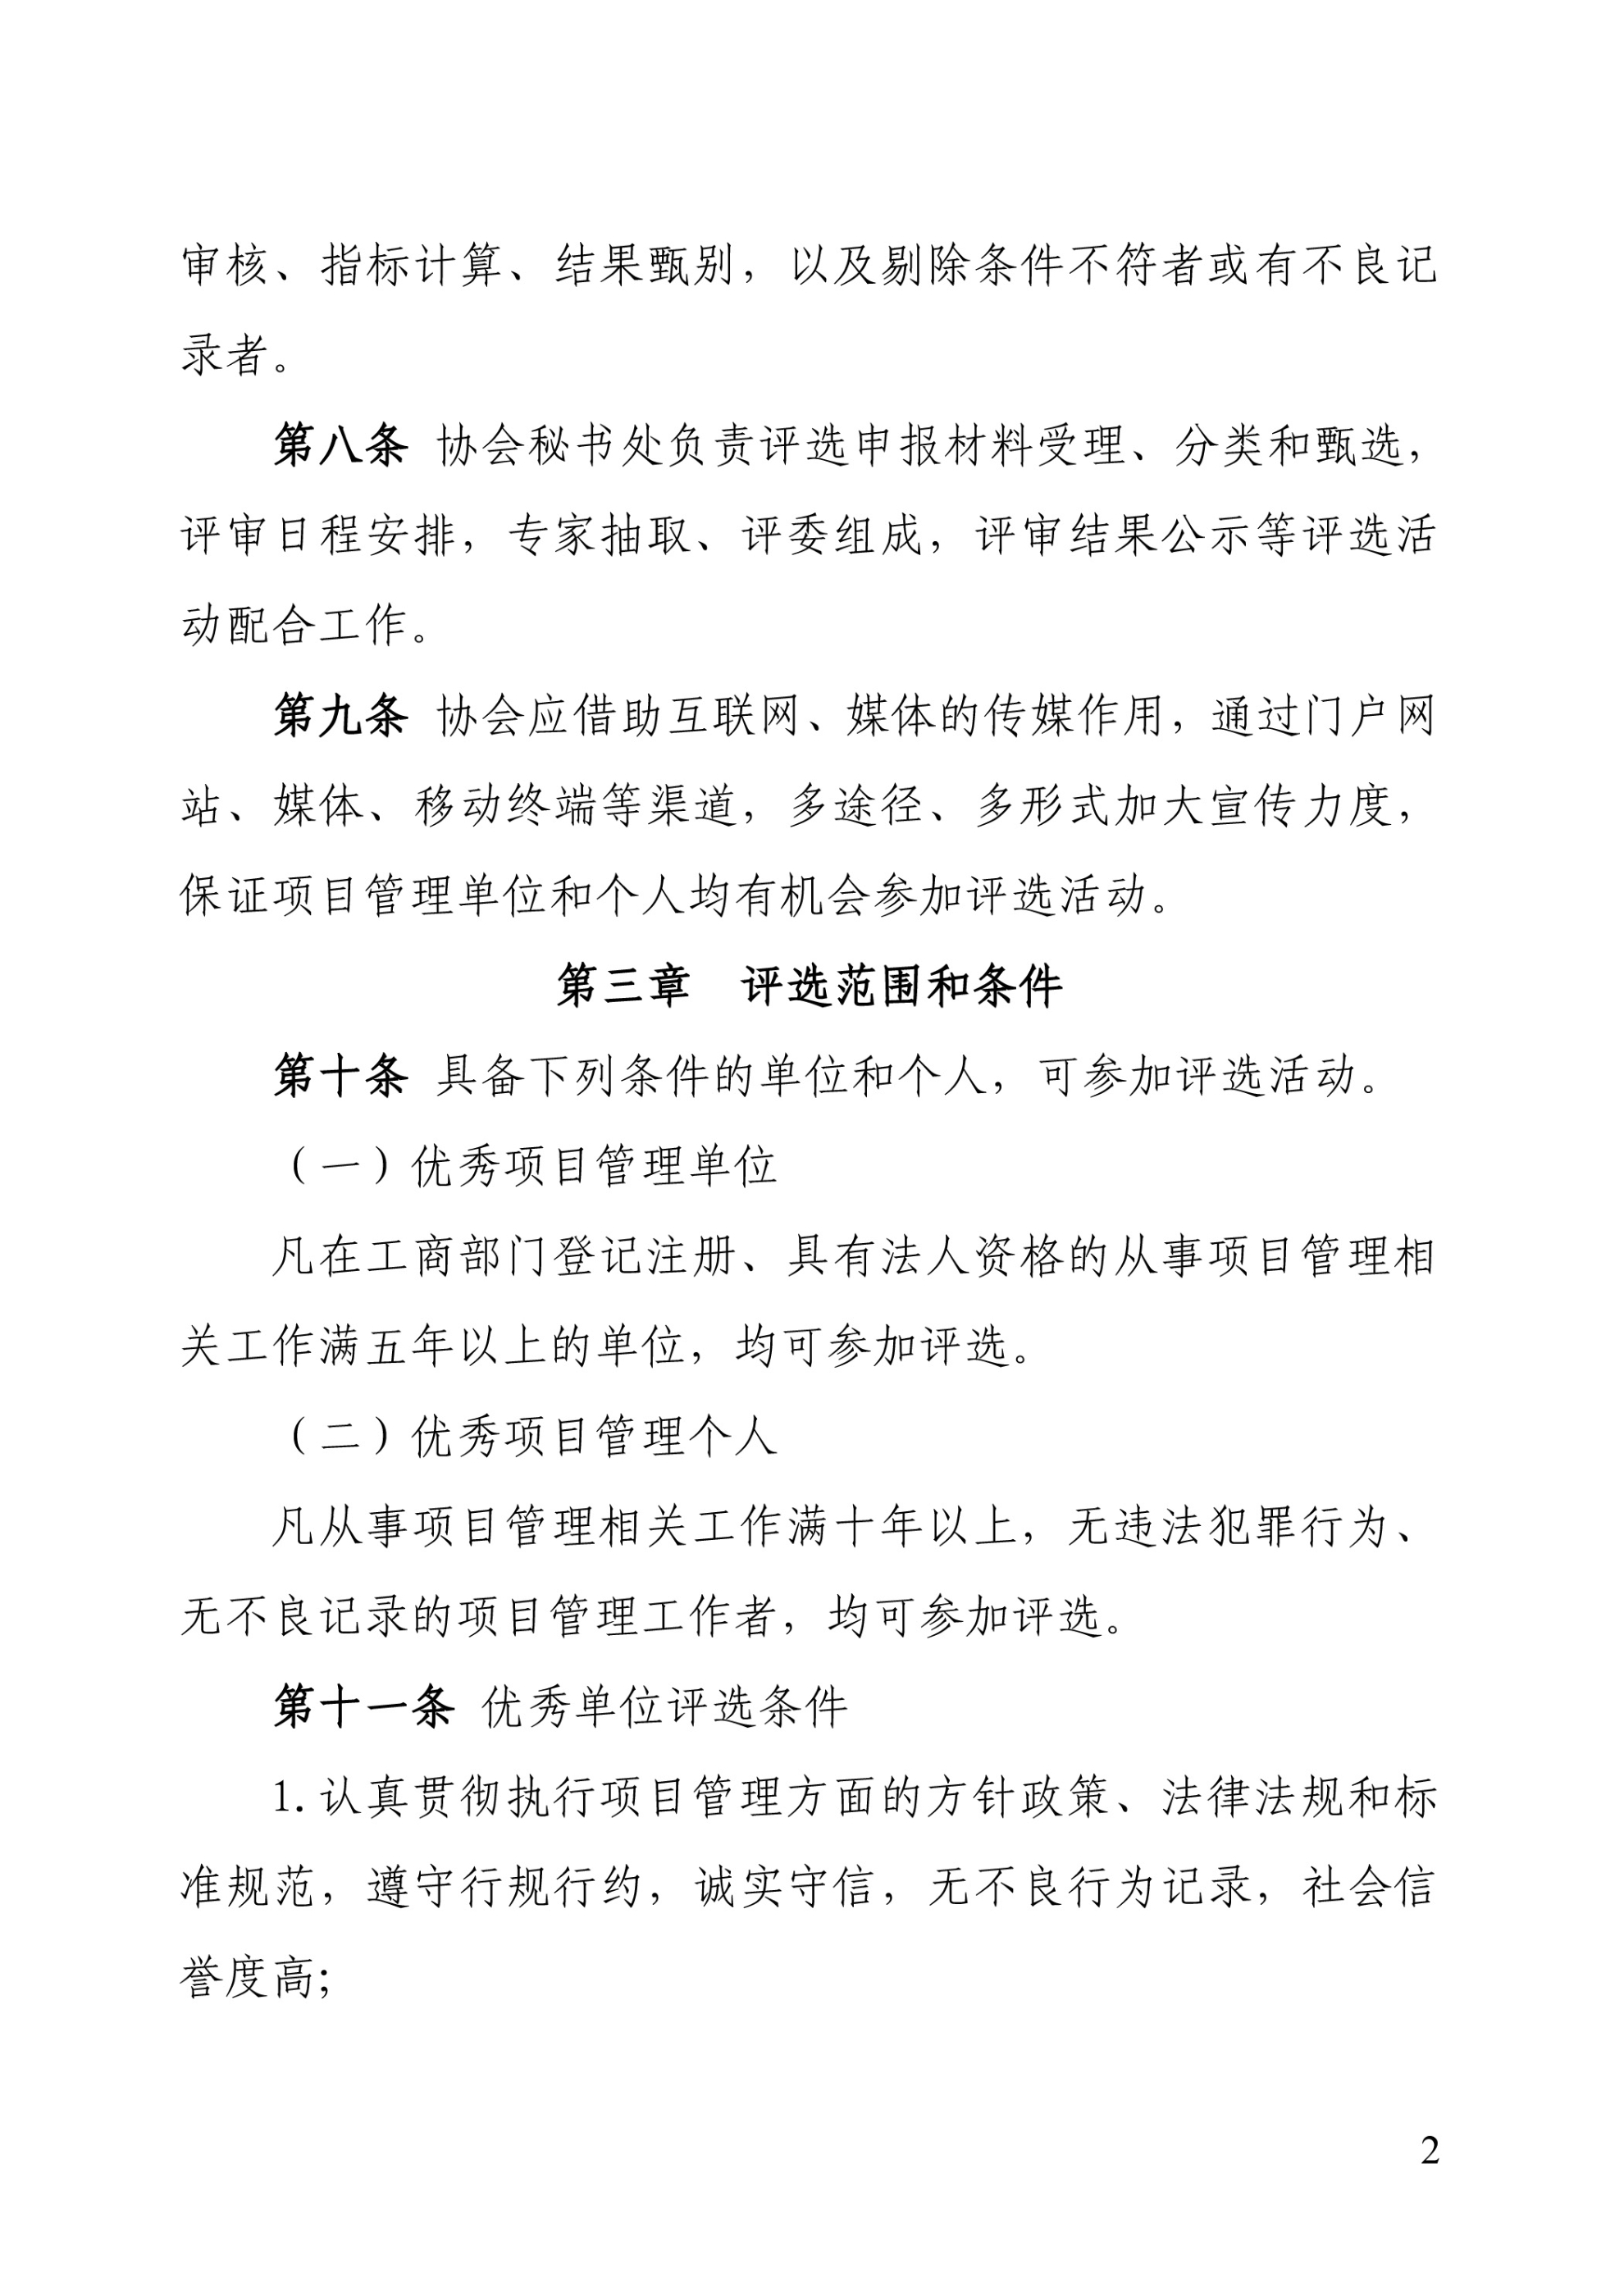 审核、指标计算、结果甄别，以及剔除条件不符者或有不良记
录者。
第八条 协会秘书处负责评选申报材料受理、分类和甄选，
评审日程安排，专家抽取、评委组成，评审结果公示等评选活
动配合工作。
第九条 协会应借助互联网、媒体的传媒作用，通过门户网
站、媒体、移动终端等渠道，多途径、多形式加大宣传力度，
保证项目管理单位和个人均有机会参加评选活动。
第三章 评选范围和条件
第十条 具备下列条件的单位和个人，可参加评选活动。
（一）优秀项目管理单位
凡在工商部门登记注册、具有法人资格的从事项目管理相
关工作满五年以上的单位，均可参加评选。
（二）优秀项目管理个人
凡从事项目管理相关工作满十年以上，无违法犯罪行为、
无不良记录的项目管理工作者，均可参加评选。
第十一条 优秀单位评选条件
1.认真贯彻执行项目管理方面的方针政策、法律法规和标
准规范，遵守行规行约，诚实守信，无不良行为记录，社会信
誉度高；
2